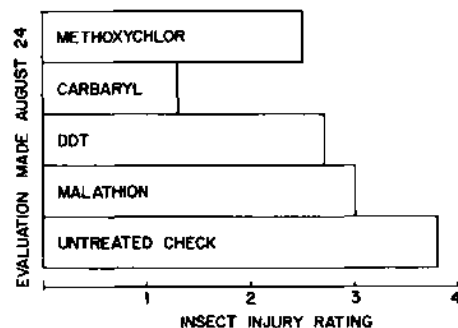 EVALUATION MADE AUGUST 24
METHOXYCHLOR
CARBARYL
DDT
MALATHION
UNTREATED CHECK
1 2 3 4
INSECT INJURY RATING